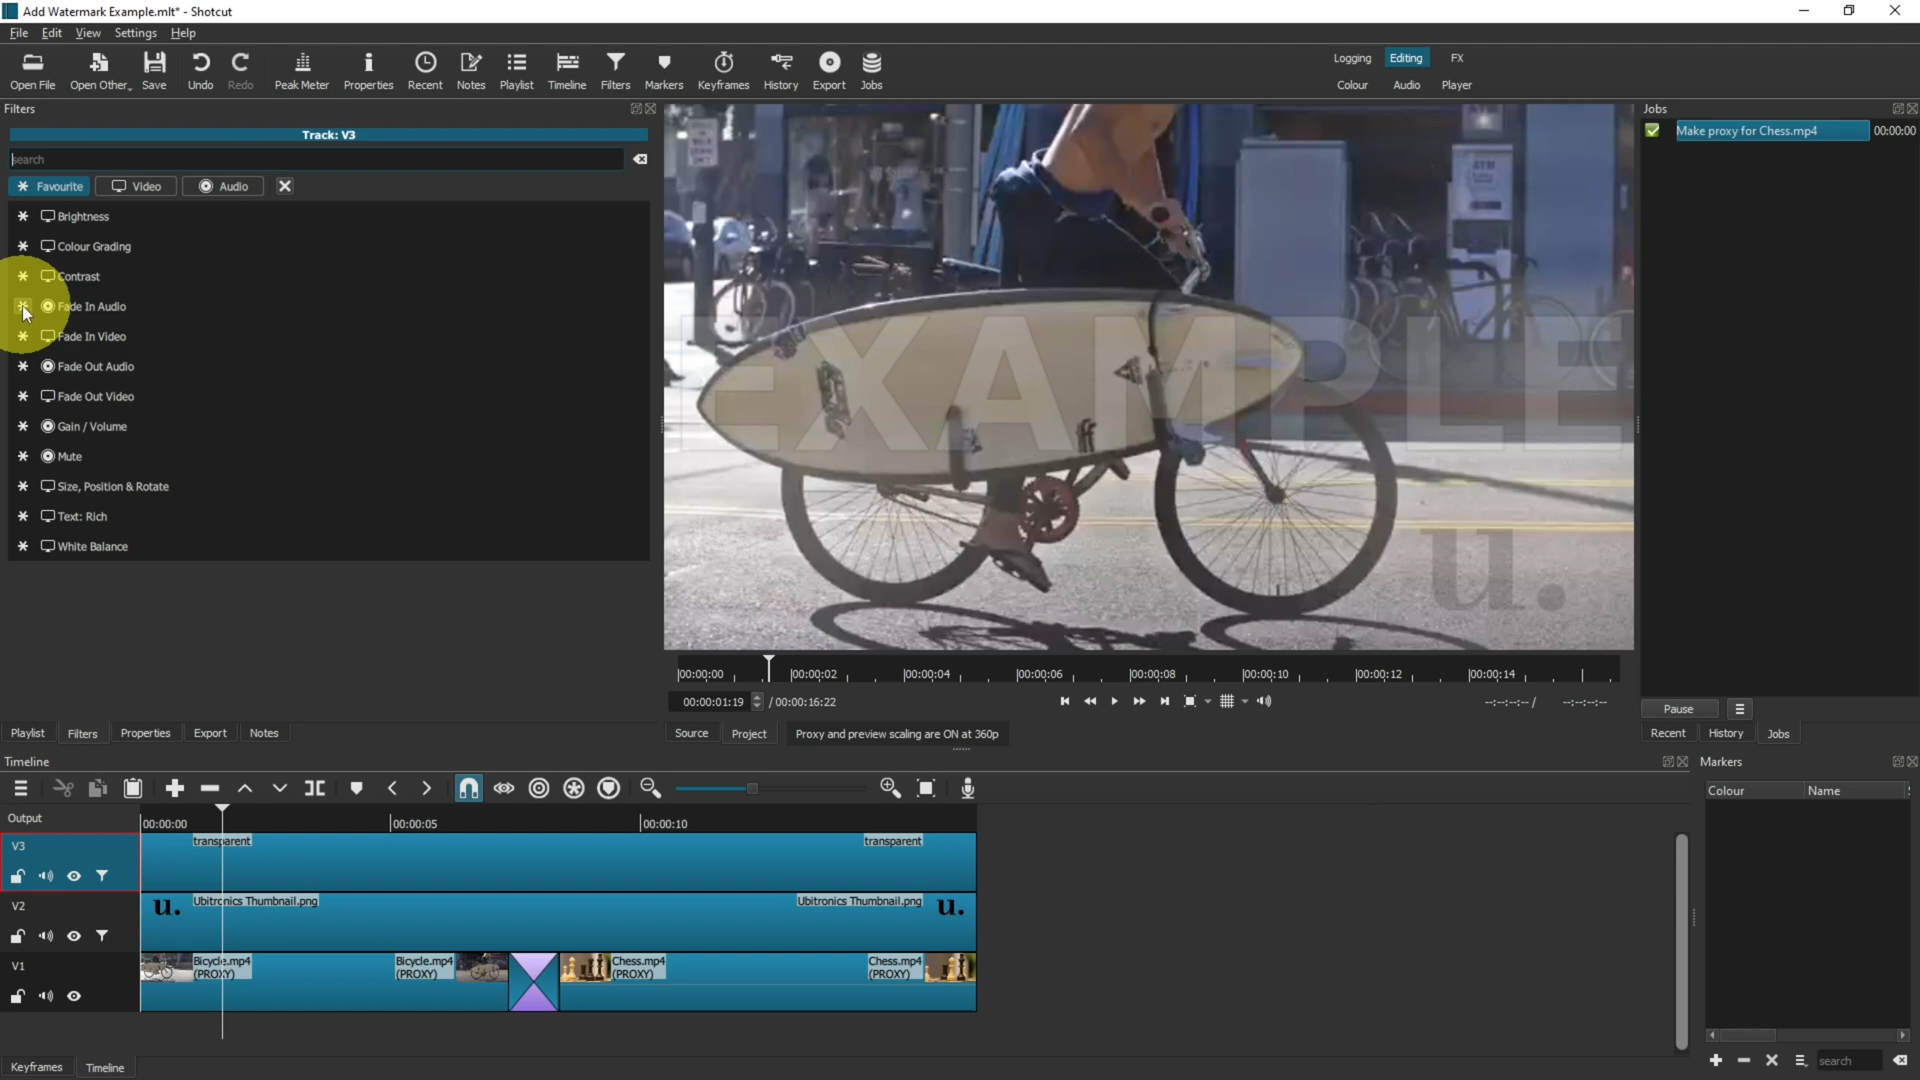 Add Watermark Example.mlt* - Shotcut
File Edit View Settings Help
Open File Open Other... Save Undo Redo Peak Meter Properties Recent Notes Playlist Timeline Filters Markers Keyframes History Export Jobs
Logging Editing FX
Colour Audio Player
Filters
Track: V3
search
Favourite Video Audio
Brightness
Colour Grading
Contrast
Fade In Audio
Fade In Video
Fade Out Audio
Fade Out Video
Gain / Volume
Mute
Size, Position & Rotate
Text: Rich
White Balance
EXAMPLE
u.
Jobs
Make proxy for Chess.mp4 00:00:00
00:00:00 00:00:02 00:00:04 00:00:06 00:00:08 00:00:10 00:00:12 00:00:14
00:00:01:19 / 00:00:16:22
--:--:--:-- / --:--:--:--
Pause
Playlist Filters Properties Export Notes
Source Project Proxy and preview scaling are ON at 360p
Recent History Jobs
Timeline
Markers
Colour Name
Output
00:00:00 00:00:05 00:00:10
V3
transparent transparent
V2
u. Ubitronics Thumbnail.png Ubitronics Thumbnail.png u.
V1
Bicycle.mp4 (PROXY) Bicycle.mp4 (PROXY) Chess.mp4 (PROXY) Chess.mp4 (PROXY)
Keyframes Timeline
search